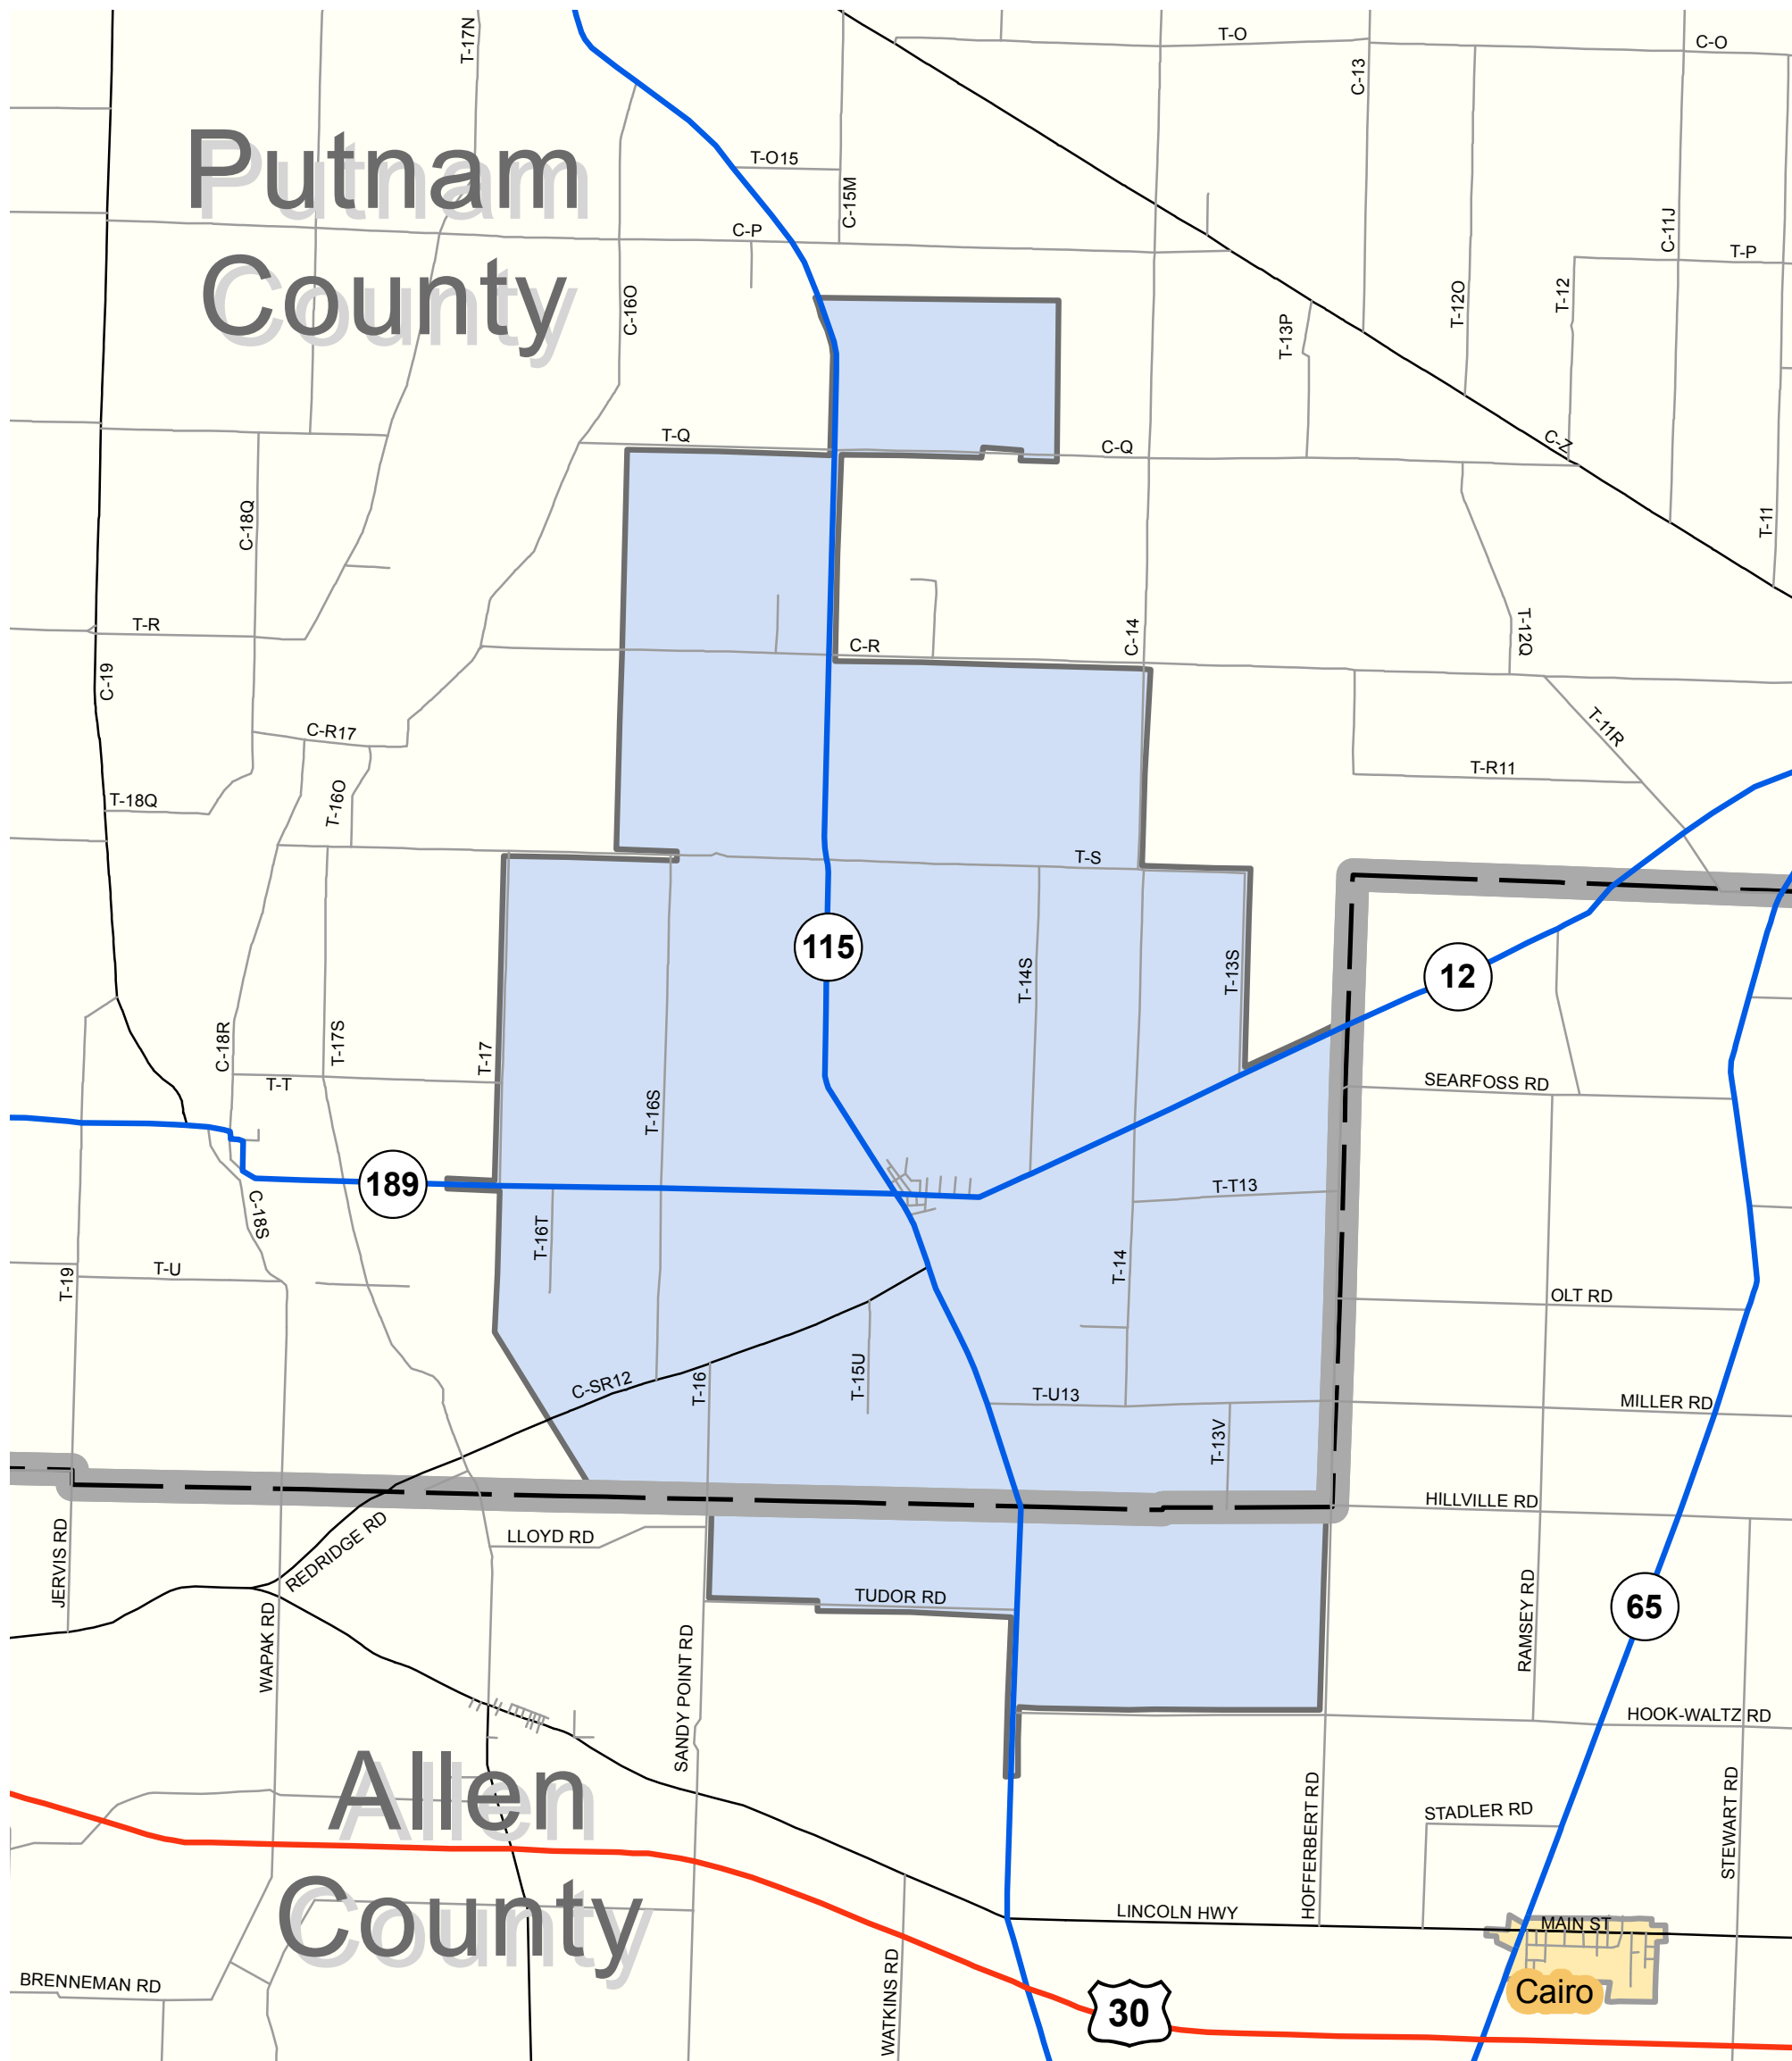 T-17N
T-O
C-O
C-13
Putnam
County
T-O15
C-15M
C-P
C-11J
T-P
C-16O
T-13P
T-12O
T-12
T-Q
C-Q
C-Z
C-18Q
T-11
T-R
C-R
C-14
T-12Q
C-19
C-R17
T-11R
T-R11
T-18Q
T-16O
T-S
115
12
T-14S
T-13S
C-18R
T-17S
T-17
T-T
SEARFOSS RD
T-16S
189
T-T13
C-18S
T-16T
T-14
T-U
T-19
OLT RD
C-SR12
T-16
T-15U
T-U13
MILLER RD
T-13V
HILLVILLE RD
LLOYD RD
REDRIDGE RD
JERVIS RD
TUDOR RD
65
RAMSEY RD
WAPAK RD
SANDY POINT RD
HOOK-WALTZ RD
Allen
County
HOFFERBERT RD
STADLER RD
STEWART RD
LINCOLN HWY
MAIN ST
Cairo
BRENNEMAN RD
WATKINS RD
30